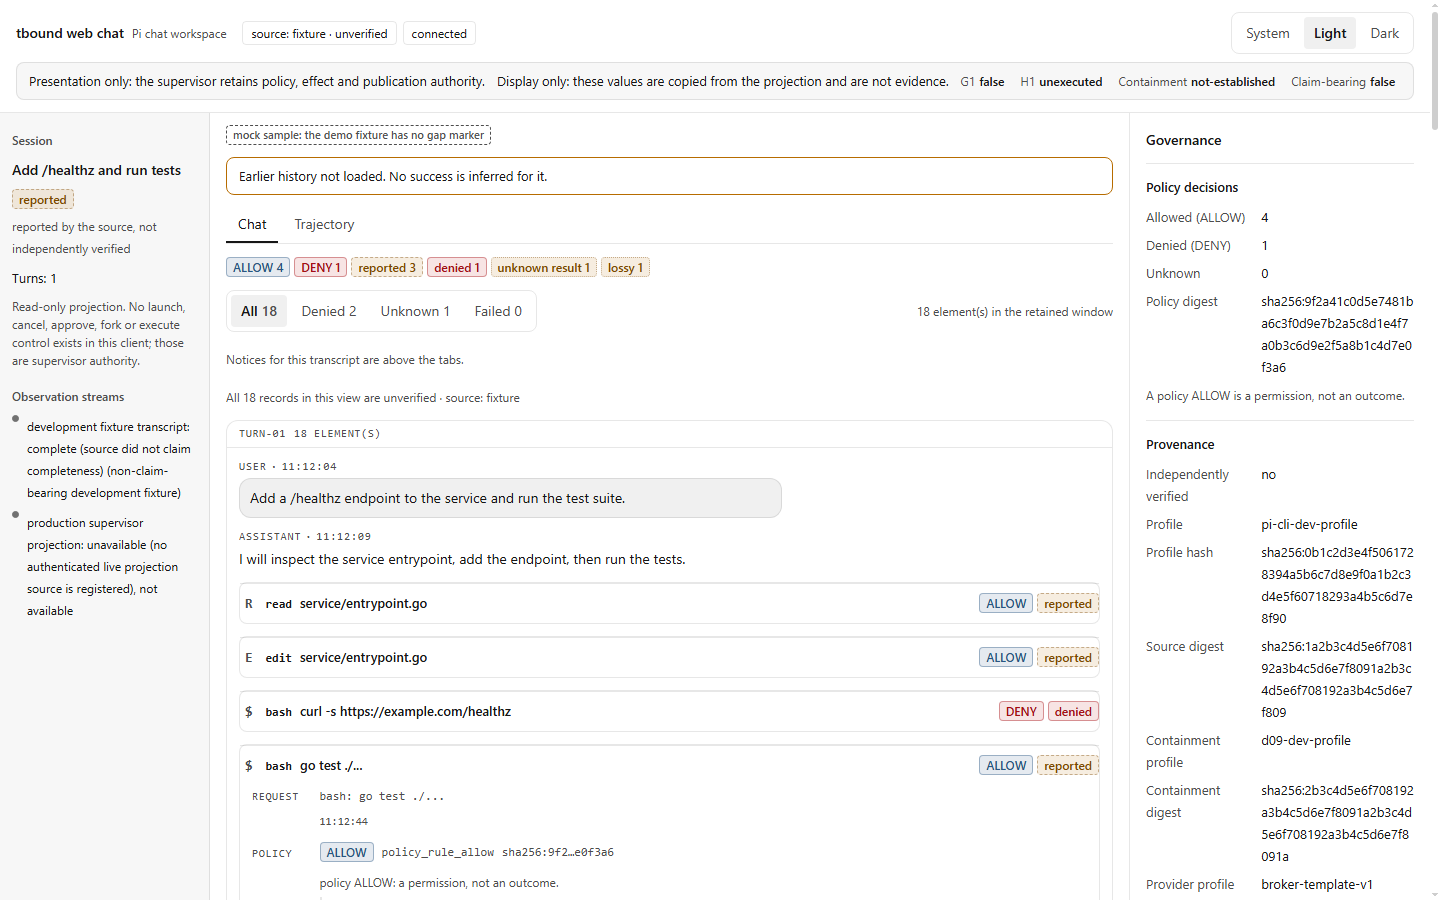 tbound web chat Pi chat workspace source: fixture · unverified connected System Light Dark
Presentation only: the supervisor retains policy, effect and publication authority. Display only: these values are copied from the projection and are not evidence. G1 false H1 unexecuted Containment not-established Claim-bearing false
Session
Add /healthz and run tests
reported
reported by the source, not
independently verified
Turns: 1
Read-only projection. No launch,
cancel, approve, fork or execute
control exists in this client; those
are supervisor authority.
Observation streams
development fixture transcript:
complete (source did not claim
completeness) (non-claim-
bearing development fixture)
production supervisor
projection: unavailable (no
authenticated live projection
source is registered), not
available
mock sample: the demo fixture has no gap marker
Earlier history not loaded. No success is inferred for it.
Chat Trajectory
ALLOW 4 DENY 1 reported 3 denied 1 unknown result 1 lossy 1
All 18 Denied 2 Unknown 1 Failed 0 18 element(s) in the retained window
Notices for this transcript are above the tabs.
All 18 records in this view are unverified · source: fixture
TURN-01 18 ELEMENT(S)
USER · 11:12:04
Add a /healthz endpoint to the service and run the test suite.
ASSISTANT · 11:12:09
I will inspect the service entrypoint, add the endpoint, then run the tests.
R read service/entrypoint.go ALLOW reported
E edit service/entrypoint.go ALLOW reported
$ bash curl -s https://example.com/healthz DENY denied
$ bash go test ./... ALLOW reported
REQUEST bash: go test ./...
11:12:44
POLICY ALLOW policy_rule_allow sha256:9f2…e0f3a6
policy ALLOW: a permission, not an outcome.
Governance
Policy decisions
Allowed (ALLOW) 4
Denied (DENY) 1
Unknown 0
Policy digest sha256:9f2a41c0d5e7481b
a6c3f0d9e7b2a5c8d1e4f7
a0b3c6d9e2f5a8b1c4d7e0
f3a6
A policy ALLOW is a permission, not an outcome.
Provenance
Independently no
verified
Profile pi-cli-dev-profile
Profile hash sha256:0b1c2d3e4f506172
8394a5b6c7d8e9f0a1b2c3
d4e5f60718293a4b5c6d7e
8f90
Source digest sha256:1a2b3c4d5e6f7081
92a3b4c5d6e7f8091a2b3c
4d5e6f708192a3b4c5d6e7
f809
Containment d09-dev-profile
profile
Containment sha256:2b3c4d5e6f708192
digest a3b4c5d6e7f8091a2b3c4d
5e6f708192a3b4c5d6e7f8
091a
Provider profile broker-template-v1